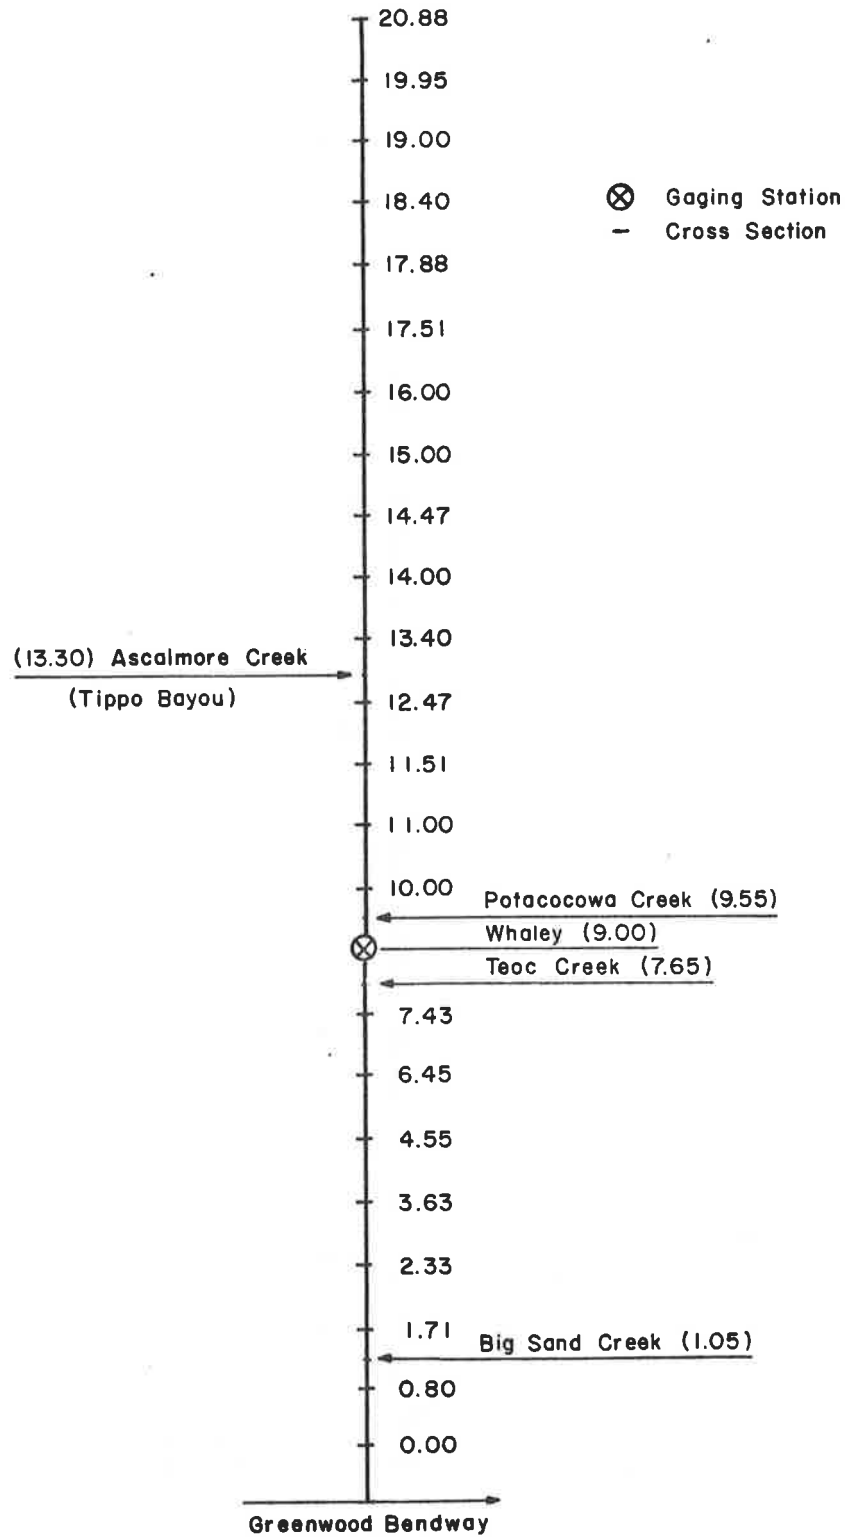 20.88
19.95
19.00
18.40
Gaging Station
Cross Section
17.88
17.51
16.00
15.00
14.47
14.00
13.40
(13.30) Ascalmore Creek
(Tippo Bayou)
12.47
11.51
11.00
10.00
Potacocowa Creek (9.55)
Whaley (9.00)
Teoc Creek (7.65)
7.43
6.45
4.55
3.63
2.33
1.71
Big Sand Creek (1.05)
0.80
0.00
Greenwood Bendway